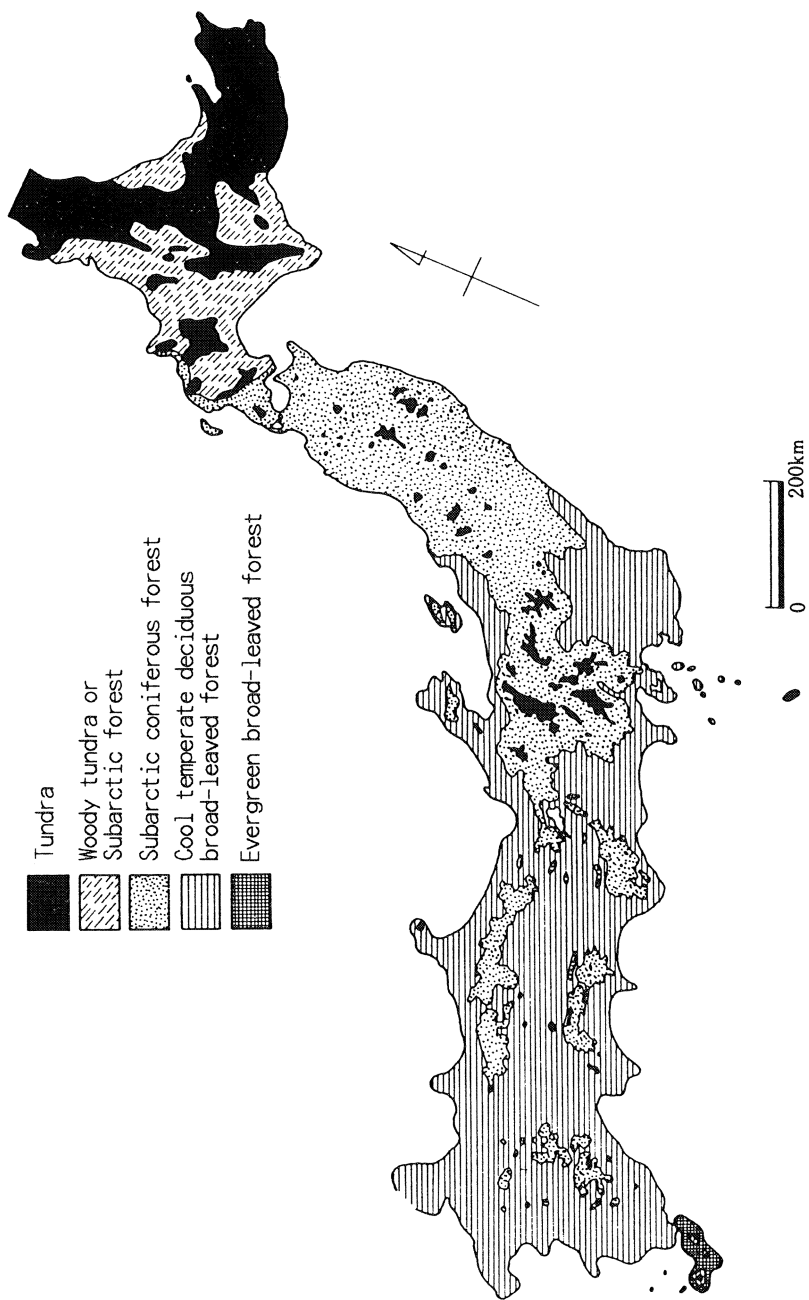 Tundra
Woody tundra or
Subarctic forest
Subarctic coniferous forest
Cool temperate deciduous
broad-leaved forest
Evergreen broad-leaved forest
0
200km